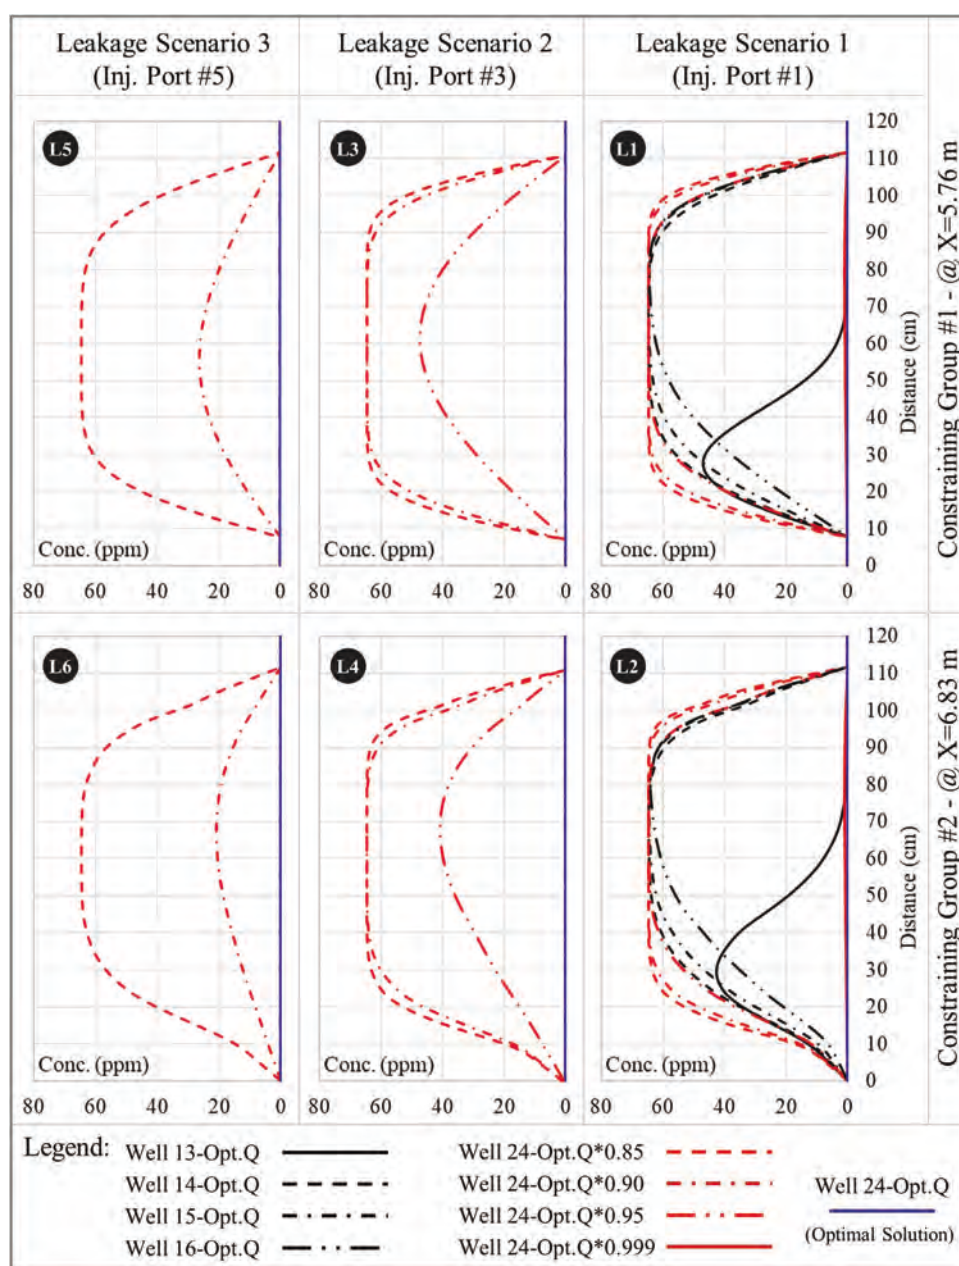 Leakage Scenario 3
(Inj. Port #5)
Leakage Scenario 2
(Inj. Port #3)
Leakage Scenario 1
(Inj. Port #1)
80 60 40 20 0
L5
Conc. (ppm)
80 60 40 20 0
L3
Conc. (ppm)
80 60 40 20 0
L1
Conc. (ppm)
120
110
100
90
80
70
60
50
40
30
20
10
0
Distance (cm)
Constraining Group #1 - @ X=5.76 m
80 60 40 20 0
L6
Conc. (ppm)
80 60 40 20 0
L4
Conc. (ppm)
80 60 40 20 0
L2
Conc. (ppm)
120
110
100
90
80
70
60
50
40
30
20
10
0
Distance (cm)
Constraining Group #2 - @ X=6.83 m
Legend:
Well 13-Opt.Q
Well 14-Opt.Q
Well 15-Opt.Q
Well 16-Opt.Q
Well 24-Opt.Q*0.85
Well 24-Opt.Q*0.90
Well 24-Opt.Q*0.95
Well 24-Opt.Q*0.999
Well 24-Opt.Q
(Optimal Solution)